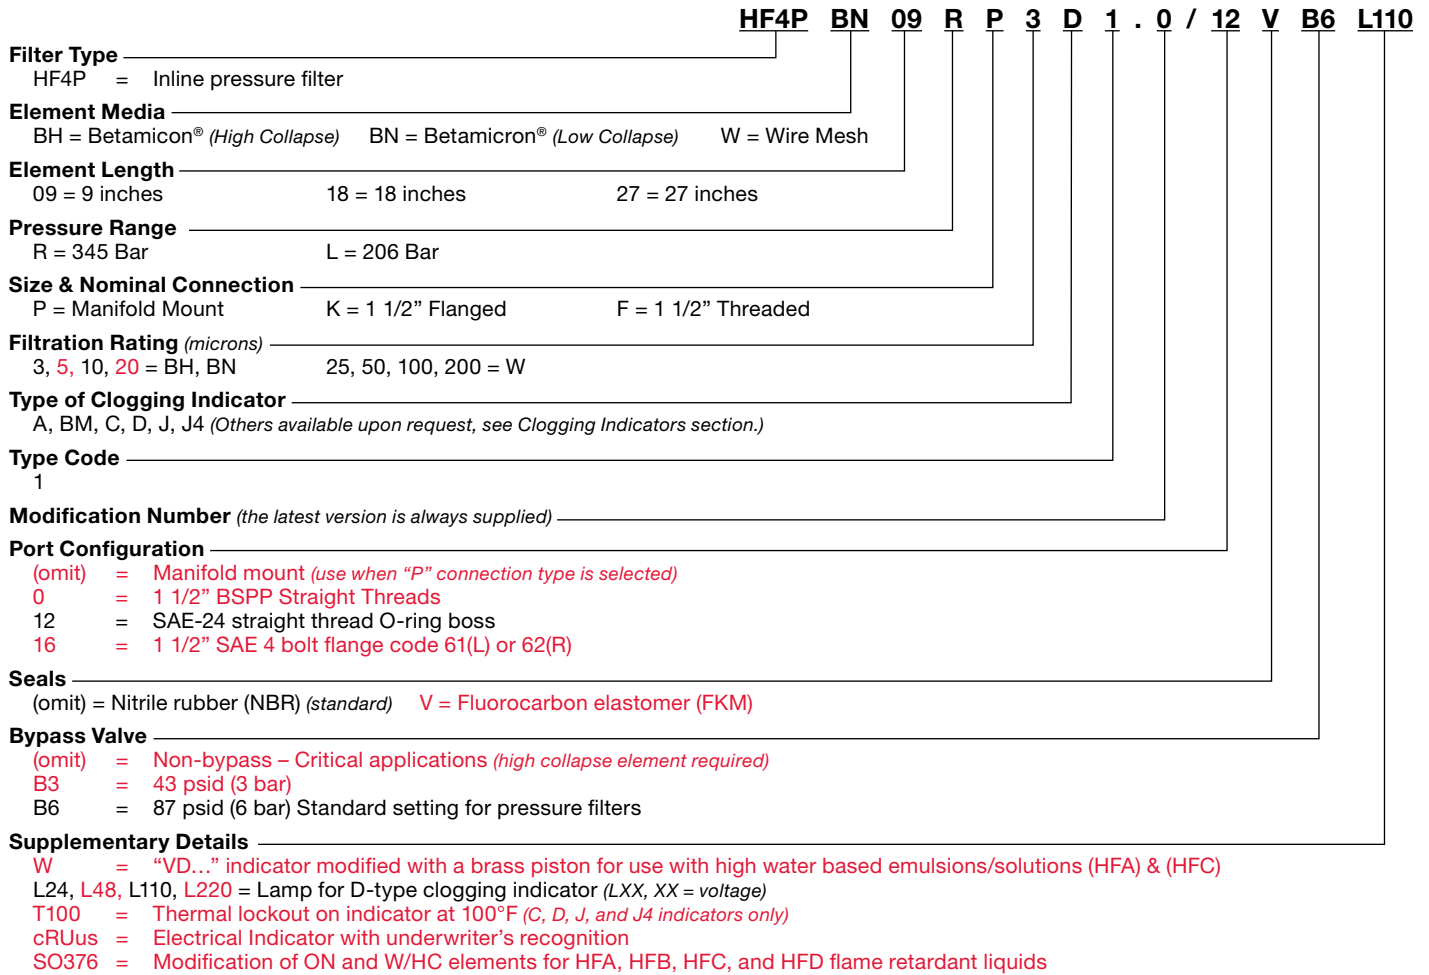 HF4P BN 09 R P 3 D 1 . 0 / 12 V B6 L110
Filter Type
HF4P = Inline pressure filter
Element Media
BH = Betamicon® (High Collapse) BN = Betamicron® (Low Collapse) W = Wire Mesh
Element Length
09 = 9 inches 18 = 18 inches 27 = 27 inches
Pressure Range
R = 345 Bar L = 206 Bar
Size & Nominal Connection
P = Manifold Mount K = 1 1/2” Flanged F = 1 1/2” Threaded
Filtration Rating (microns)
3, 5, 10, 20 = BH, BN 25, 50, 100, 200 = W
Type of Clogging Indicator
A, BM, C, D, J, J4 (Others available upon request, see Clogging Indicators section.)
Type Code
1
Modification Number (the latest version is always supplied)
Port Configuration
(omit) = Manifold mount (use when “P” connection type is selected)
0 = 1 1/2” BSPP Straight Threads
12 = SAE-24 straight thread O-ring boss
16 = 1 1/2” SAE 4 bolt flange code 61(L) or 62(R)
Seals
(omit) = Nitrile rubber (NBR) (standard) V = Fluorocarbon elastomer (FKM)
Bypass Valve
(omit) = Non-bypass – Critical applications (high collapse element required)
B3 = 43 psid (3 bar)
B6 = 87 psid (6 bar) Standard setting for pressure filters
Supplementary Details
W = “VD…” indicator modified with a brass piston for use with high water based emulsions/solutions (HFA) & (HFC)
L24, L48, L110, L220 = Lamp for D-type clogging indicator (LXX, XX = voltage)
T100 = Thermal lockout on indicator at 100°F (C, D, J, and J4 indicators only)
cRUus = Electrical Indicator with underwriter’s recognition
SO376 = Modification of ON and W/HC elements for HFA, HFB, HFC, and HFD flame retardant liquids